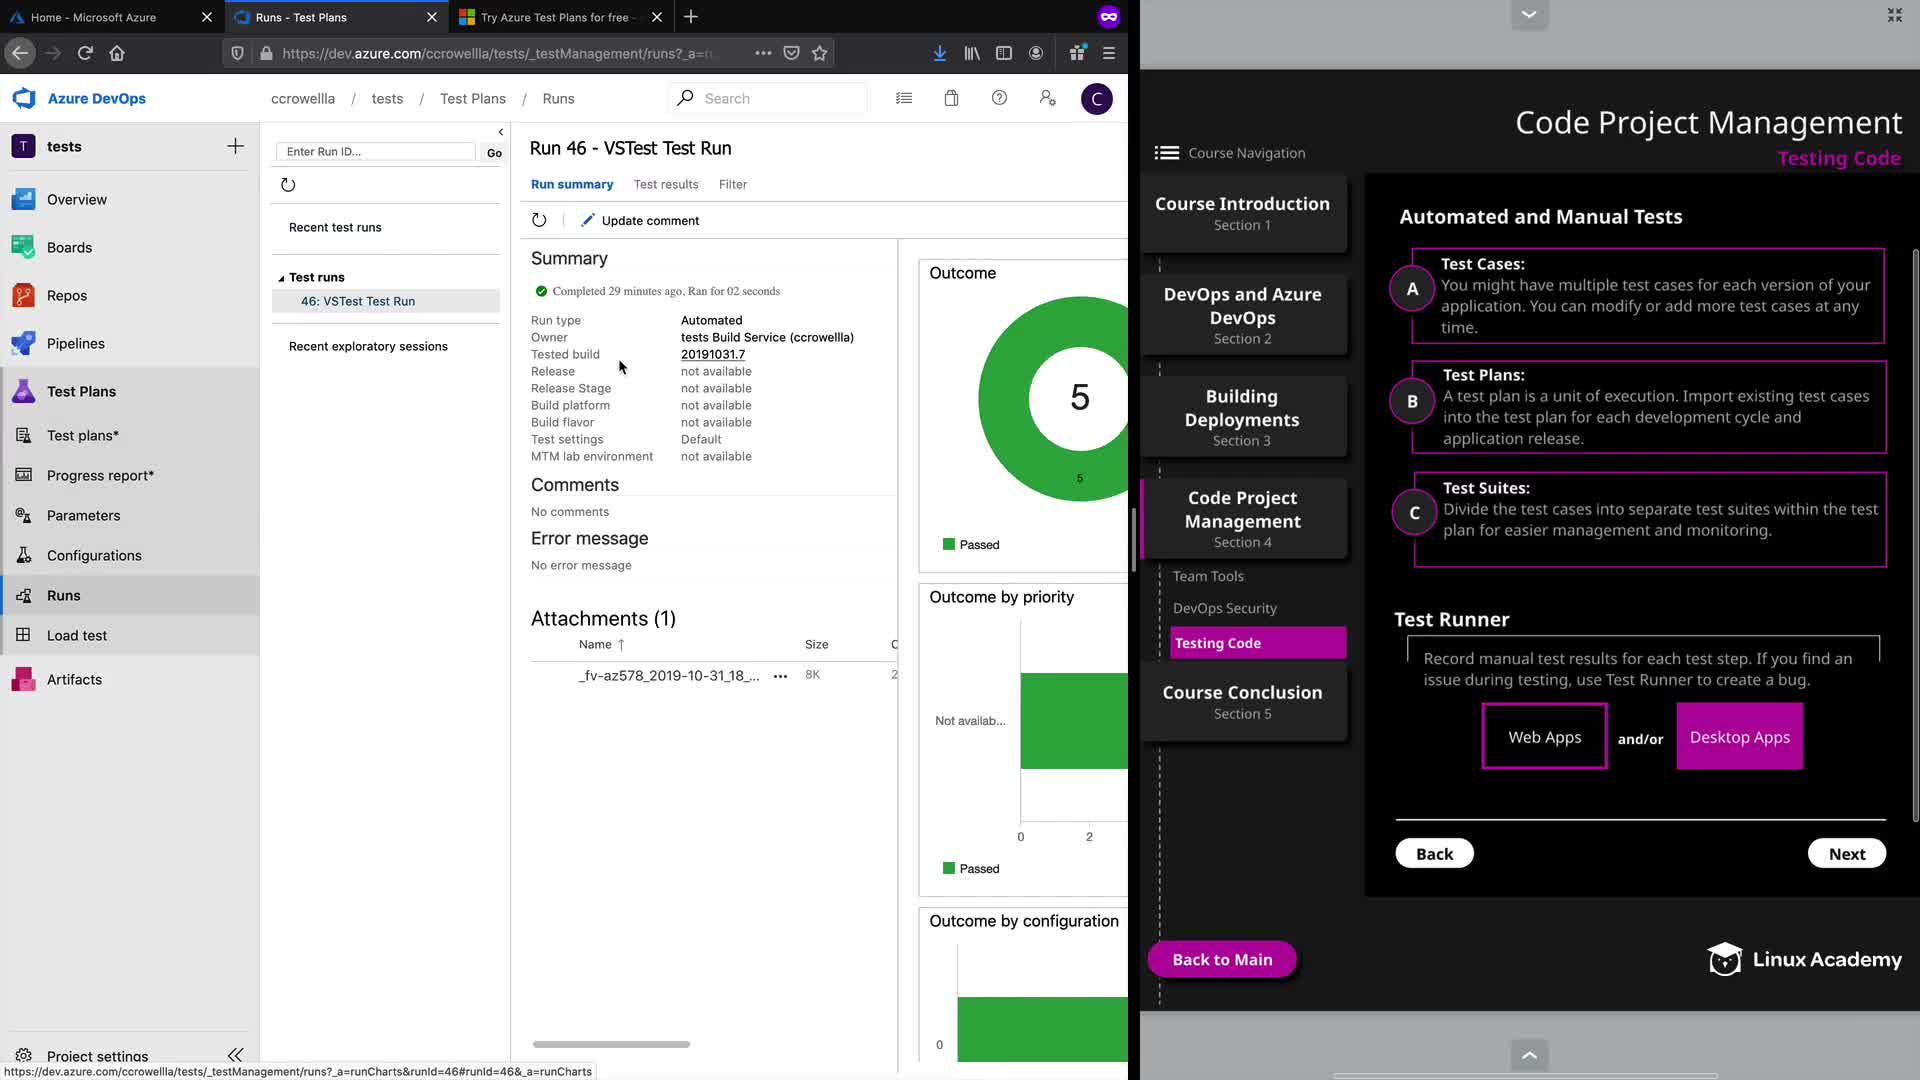 Home - Microsoft Azure
Runs - Test Plans
Try Azure Test Plans for free -
https://dev.azure.com/ccrowellla/tests/_testManagement/runs?_a=ru
Azure DevOps
ccrowellla / tests / Test Plans / Runs
Search
C
T
tests
Overview
Boards
Repos
Pipelines
Test Plans
Test plans*
Progress report*
Parameters
Configurations
Runs
Load test
Artifacts
Project settings
https://dev.azure.com/ccrowellla/tests/_testManagement/runs?_a=runCharts&runId=46#runId=46&_a=runCharts
Enter Run ID...
Go
Recent test runs
Test runs
46: VSTest Test Run
Recent exploratory sessions
Run 46 - VSTest Test Run
Run summary
Test results
Filter
Update comment
Summary
Completed 29 minutes ago, Ran for 02 seconds
Run type Automated
Owner tests Build Service (ccrowellla)
Tested build 20191031.7
Release not available
Release Stage not available
Build platform not available
Build flavor not available
Test settings Default
MTM lab environment not available
Comments
No comments
Error message
No error message
Attachments (1)
Name ↑ Size C
_fv-az578_2019-10-31_18_... 8K 2
Outcome
5
5
Passed
Outcome by priority
Not availab...
0 2
Passed
Outcome by configuration
0
Code Project Management
Testing Code
Course Navigation
Course Introduction
Section 1
DevOps and Azure
DevOps
Section 2
Building
Deployments
Section 3
Code Project
Management
Section 4
Team Tools
DevOps Security
Testing Code
Course Conclusion
Section 5
Back to Main
Automated and Manual Tests
A
Test Cases:
You might have multiple test cases for each version of your
application. You can modify or add more test cases at any
time.
B
Test Plans:
A test plan is a unit of execution. Import existing test cases
into the test plan for each development cycle and
application release.
C
Test Suites:
Divide the test cases into separate test suites within the test
plan for easier management and monitoring.
Test Runner
Record manual test results for each test step. If you find an
issue during testing, use Test Runner to create a bug.
Web Apps
and/or
Desktop Apps
Back
Next
Linux Academy